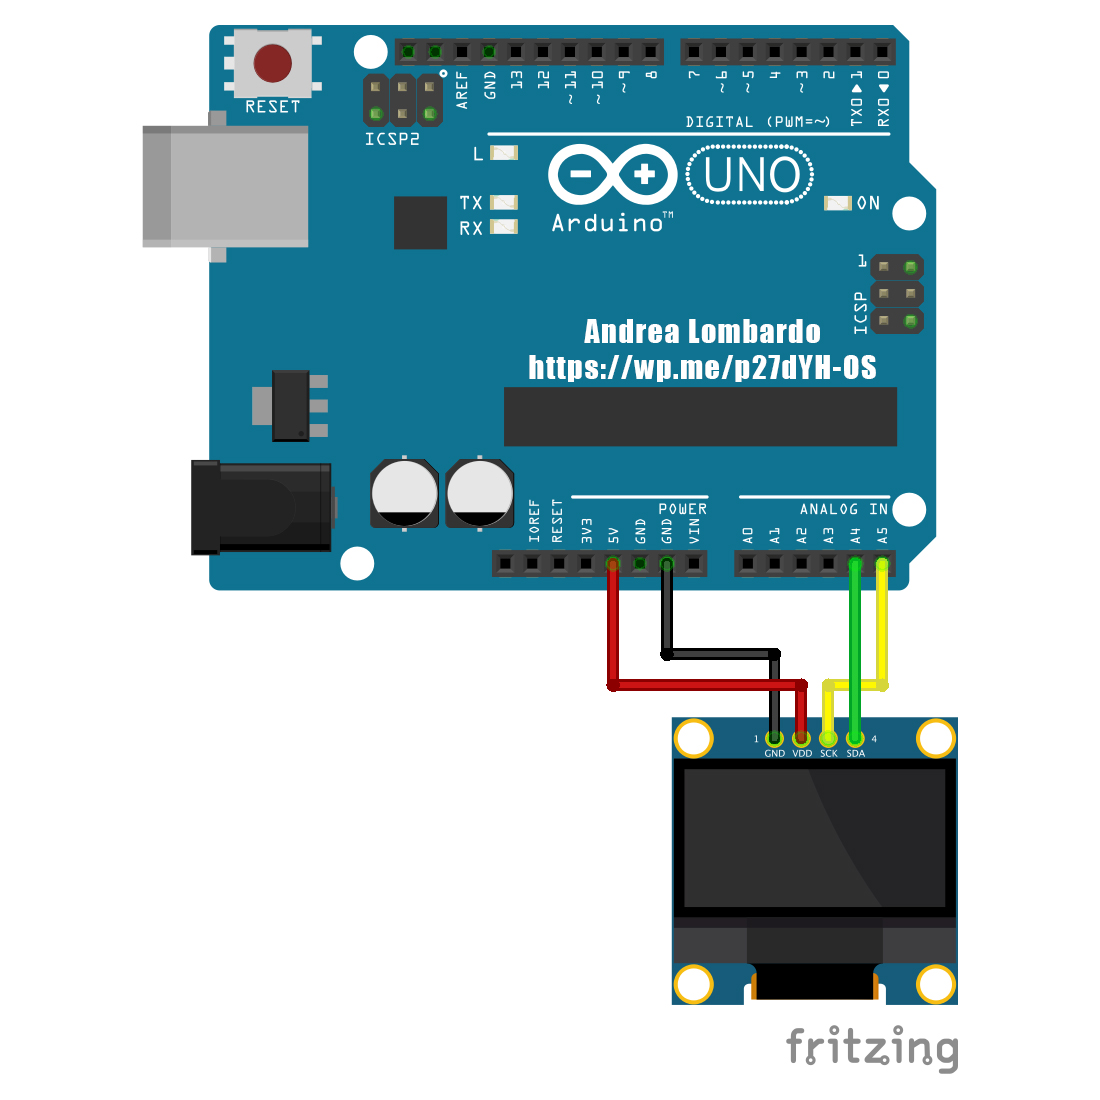 RESET
ICSP2
AREF
GND
13
12
~11
~10
~9
8
7
~6
~5
4
~3
2
TX0▶1
RX0◀0
DIGITAL (PWM=~)
L
TX
RX
Arduino™
UNO
ON
1
ICSP
Andrea Lombardo
https://wp.me/p27dYH-OS
POWER
ANALOG IN
IOREF
RESET
3V3
5V
GND
GND
VIN
A0
A1
A2
A3
A4
A5
1
4
GND
VDD
SCK
SDA
fritzing